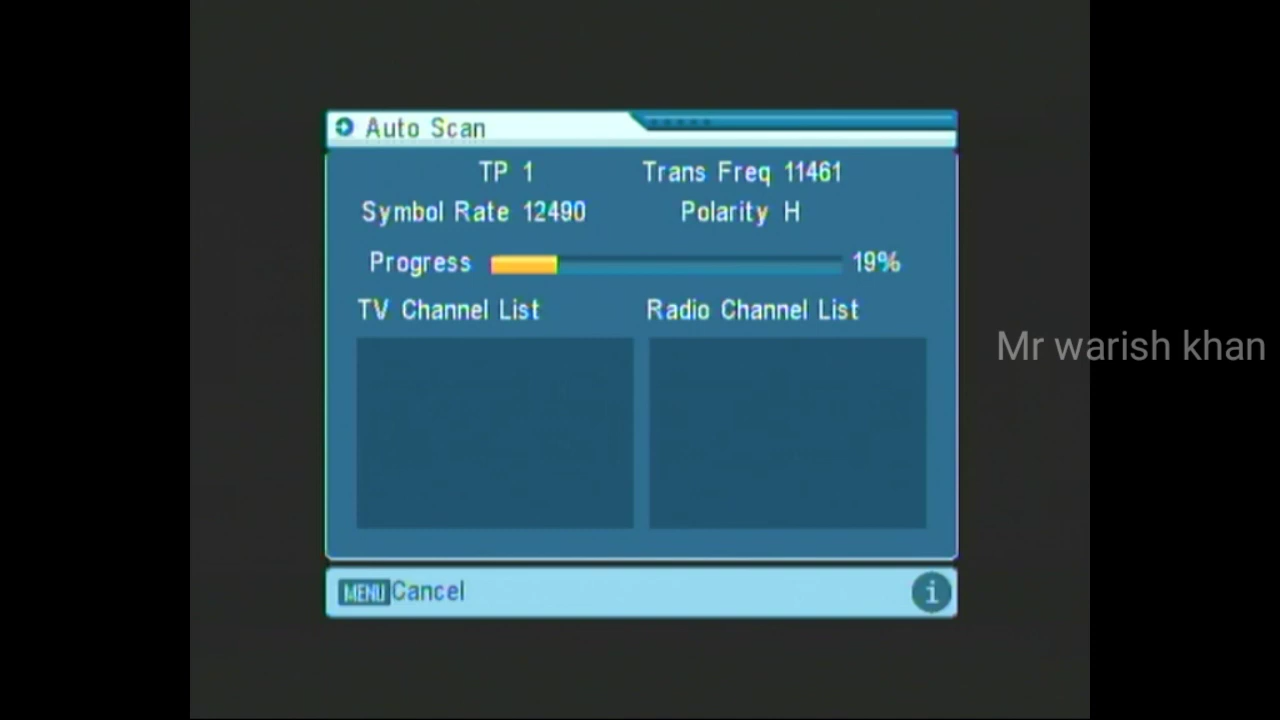 Auto Scan
TP 1 Trans Freq 11461
Symbol Rate 12490 Polarity H
Progress 19%
TV Channel List Radio Channel List
Mr warish khan
MENU Cancel i